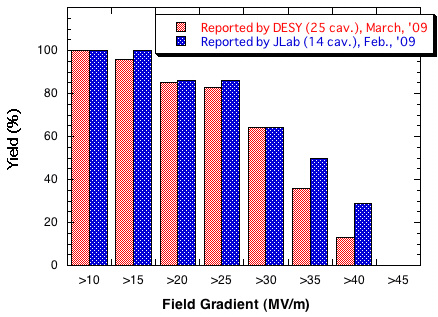 Reported by DESY (25 cav.), March, '09
Reported by JLab (14 cav.), Feb., '09
Yield (%)
100
80
60
40
20
0
>10 >15 >20 >25 >30 >35 >40 >45
Field Gradient (MV/m)